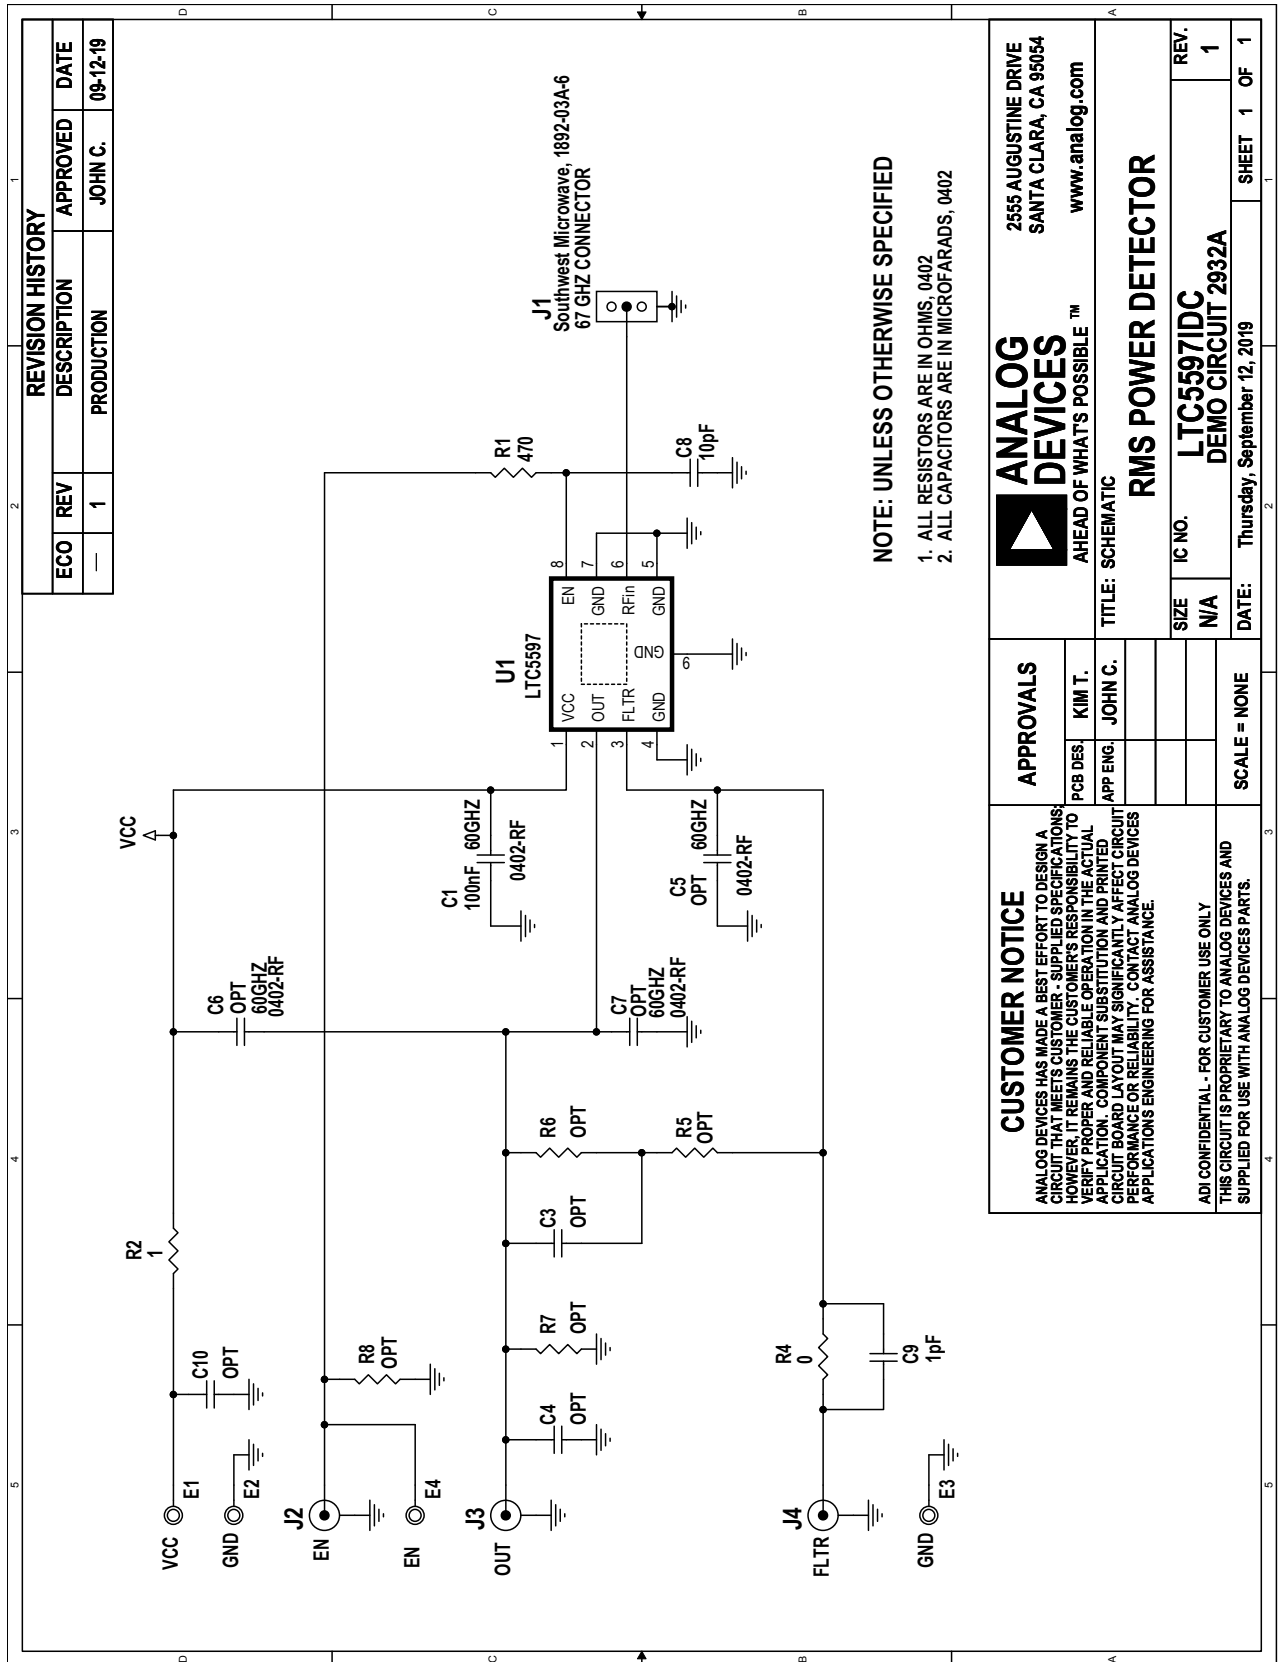 REVISION HISTORY
ECO REV DESCRIPTION APPROVED DATE
— 1 PRODUCTION JOHN C. 09-12-19
VCC
R2
1
C6
OPT
60GHZ
0402-RF
C1
100nF
60GHZ
0402-RF
C10
OPT
VCC
E1
GND
E2
J2
EN
R8
OPT
EN
E4
J3
OUT
C4
OPT
R7
OPT
C3
OPT
R6
OPT
R5
OPT
C7
OPT
60GHZ
0402-RF
C5
OPT
60GHZ
0402-RF
J4
FLTR
R4
0
C9
1pF
GND
E3
U1
LTC5597
1 VCC
2 OUT
3 FLTR
4 GND
EN 8
GND 7
RFin 6
GND 5
GND
9
R1
470
C8
10pF
J1
Southwest Microwave, 1892-03A-6
67 GHZ CONNECTOR
NOTE: UNLESS OTHERWISE SPECIFIED
1. ALL RESISTORS ARE IN OHMS, 0402
2. ALL CAPACITORS ARE IN MICROFARADS, 0402
CUSTOMER NOTICE
ANALOG DEVICES HAS MADE A BEST EFFORT TO DESIGN A
CIRCUIT THAT MEETS CUSTOMER - SUPPLIED SPECIFICATIONS;
HOWEVER, IT REMAINS THE CUSTOMER'S RESPONSIBILITY TO
VERIFY PROPER AND RELIABLE OPERATION IN THE ACTUAL
APPLICATION. COMPONENT SUBSTITUTION AND PRINTED
CIRCUIT BOARD LAYOUT MAY SIGNIFICANTLY AFFECT CIRCUIT
PERFORMANCE OR RELIABILITY. CONTACT ANALOG DEVICES
APPLICATIONS ENGINEERING FOR ASSISTANCE.
ADI CONFIDENTIAL - FOR CUSTOMER USE ONLY
THIS CIRCUIT IS PROPRIETARY TO ANALOG DEVICES AND
SUPPLIED FOR USE WITH ANALOG DEVICES PARTS.
APPROVALS
PCB DES. KIM T.
APP ENG. JOHN C.
SCALE = NONE
ANALOG
DEVICES
AHEAD OF WHAT'S POSSIBLE ™
2555 AUGUSTINE DRIVE
SANTA CLARA, CA 95054
www.analog.com
TITLE: SCHEMATIC
RMS POWER DETECTOR
SIZE
N/A
IC NO.
LTC5597IDC
DEMO CIRCUIT 2932A
REV.
1
DATE: Thursday, September 12, 2019
SHEET 1 OF 1
5 4 3 2 1
5 4 3 2 1
D C B A
D C B A